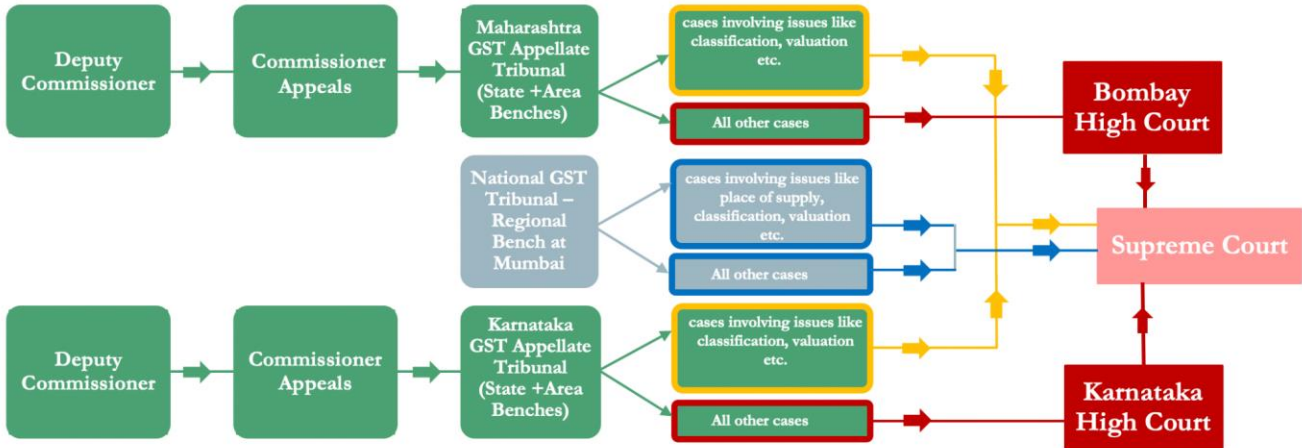 Deputy
Commissioner
Commissioner
Appeals
Maharashtra
GST Appellate
Tribunal
(State +Area
Benches)
cases involving issues like
classification, valuation
etc.
All other cases
Bombay
High Court
National GST
Tribunal –
Regional
Bench at
Mumbai
cases involving issues like
place of supply,
classification, valuation
etc.
All other cases
Supreme Court
Deputy
Commissioner
Commissioner
Appeals
Karnataka
GST Appellate
Tribunal
(State +Area
Benches)
cases involving issues like
classification, valuation
etc.
All other cases
Karnataka
High Court